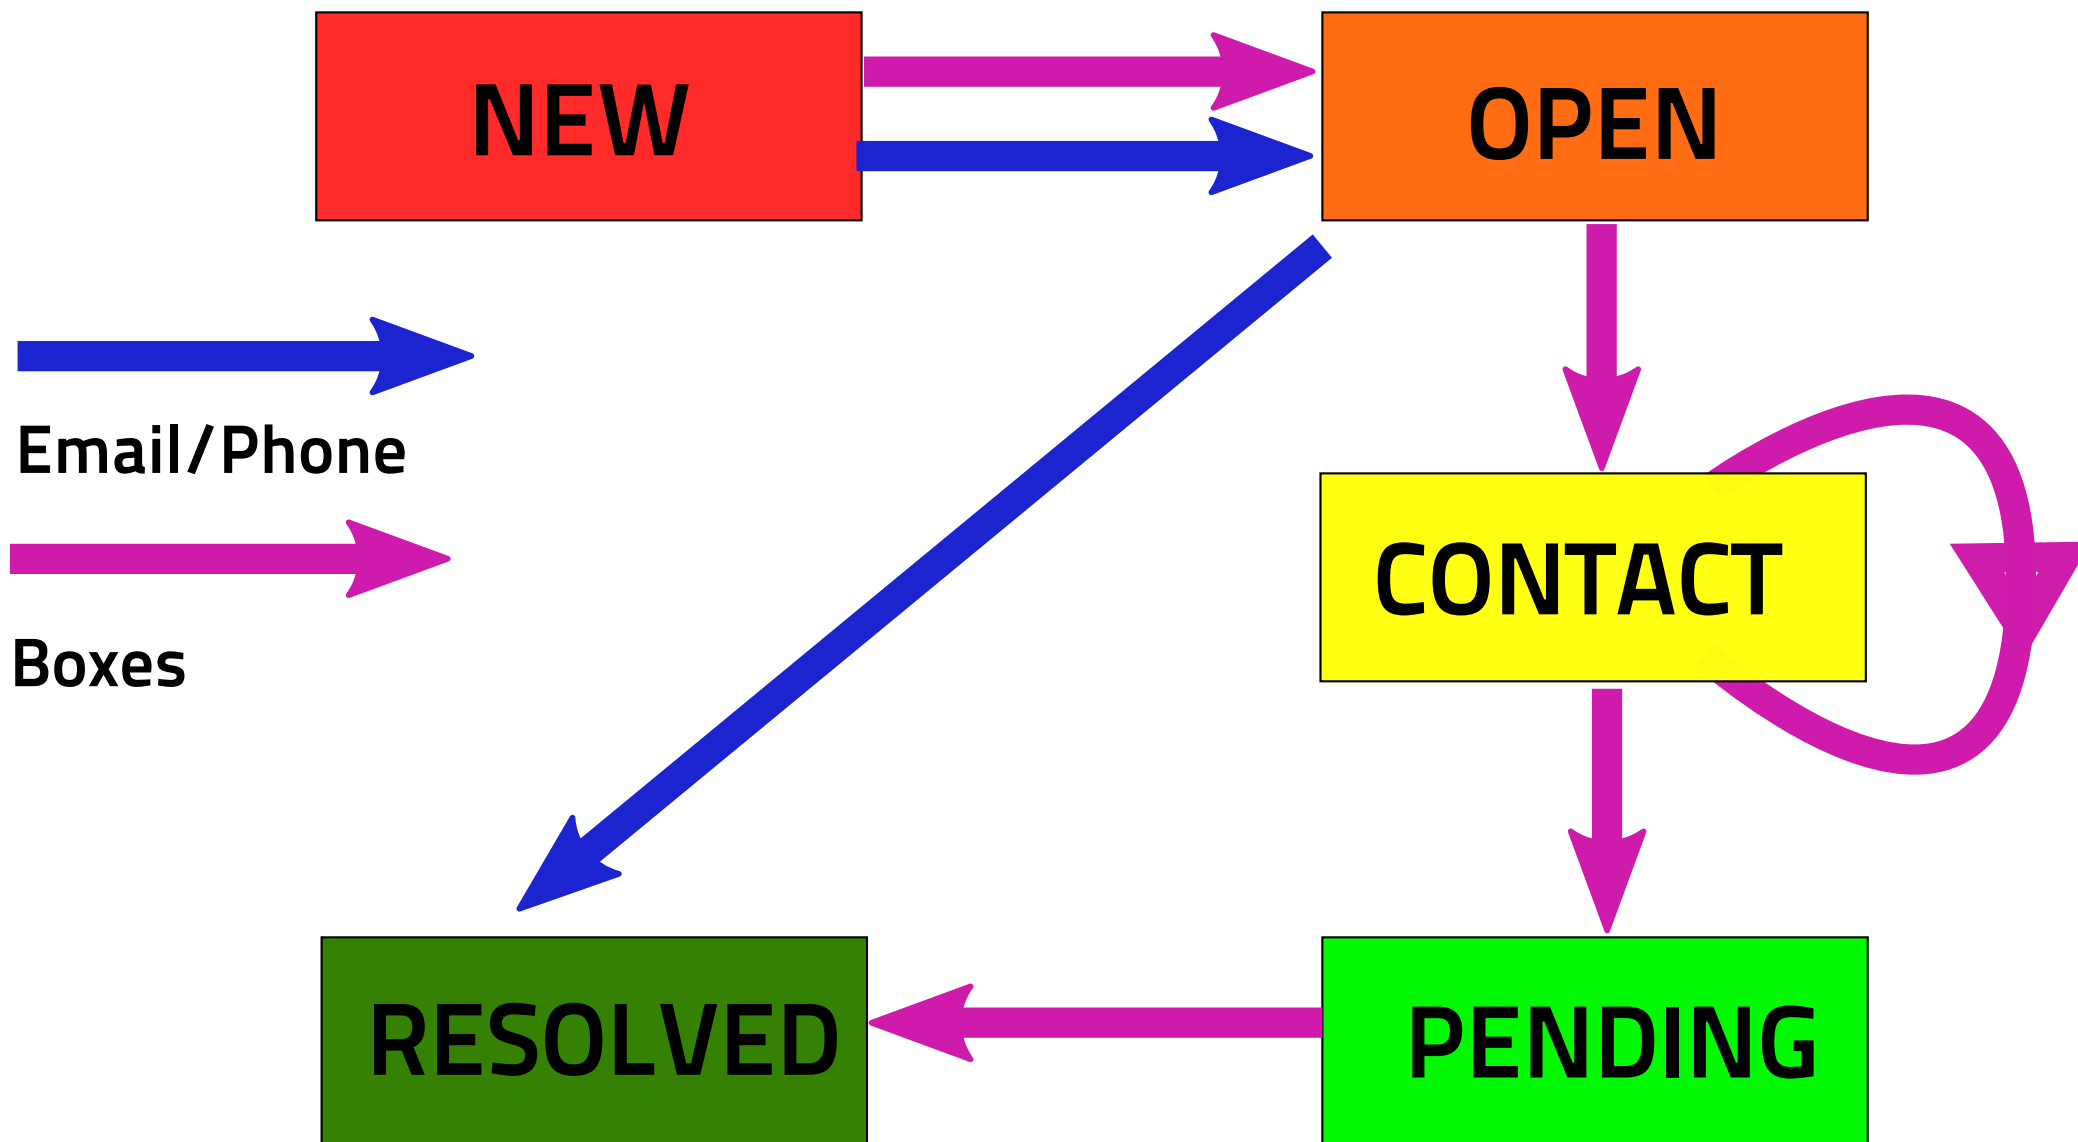 NEW
OPEN
Email/Phone
CONTACT
Boxes
RESOLVED
PENDING